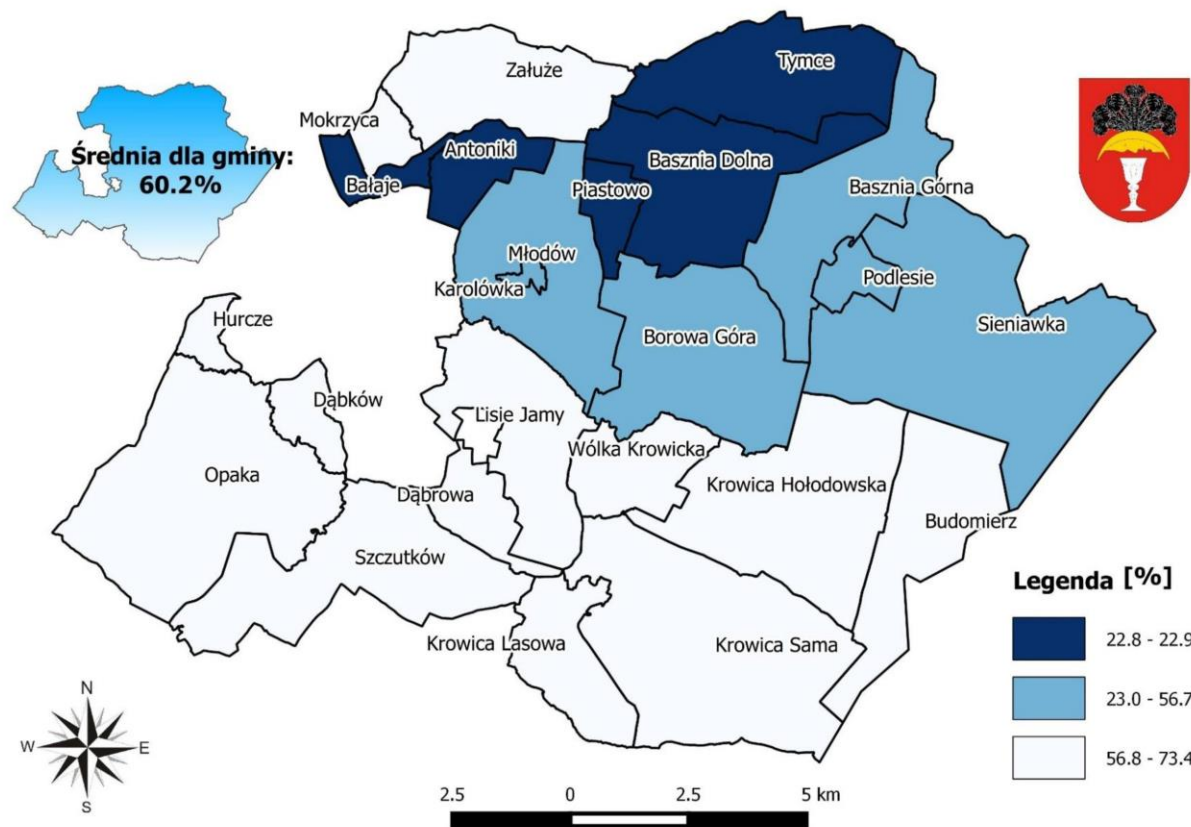 Załuże
Tymce
Mokrzyca
Antoniki
Bałaje
Basznia Dolna
Piastowo
Basznia Górna
Średnia dla gminy:
60.2%
Młodów
Karolówka
Podlesie
Hurcze
Borowa Góra
Sieniawka
Dąbków
Lisie Jamy
Wólka Krowicka
Opaka
Dąbrowa
Krowica Hołodowska
Budomierz
Szczutków
Krowica Lasowa
Krowica Sama
Legenda [%]
22.8 - 22.9
23.0 - 56.7
56.8 - 73.4
N
W E
S
2.5 0 2.5 5 km